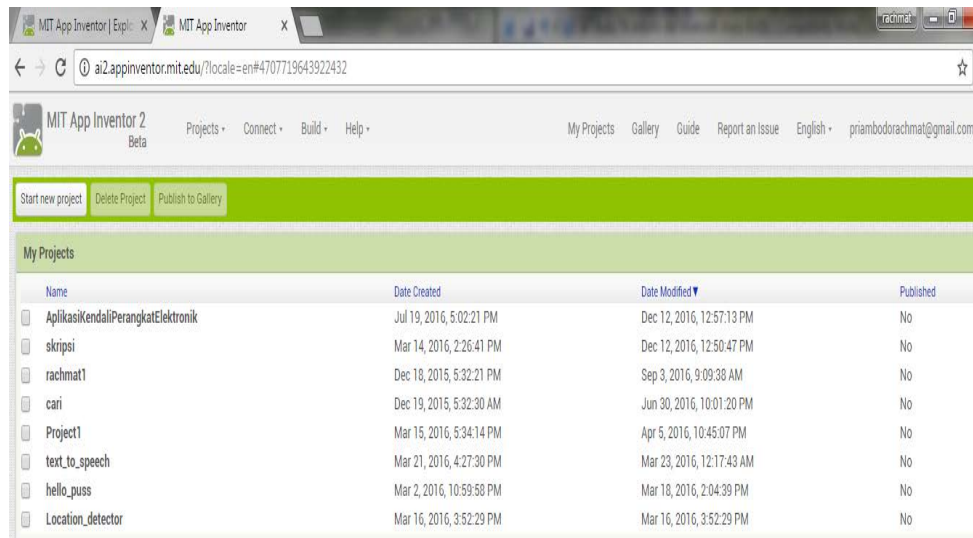 MIT App Inventor | Explo X MIT App Inventor X rachmat
ai2.appinventor.mit.edu/?locale=en#4707719643922432
MIT App Inventor 2 Projects Connect Build Help My Projects Gallery Guide Report an Issue English priambodorachmat@gmail.com
Beta
Start new project Delete Project Publish to Gallery
My Projects
Name Date Created Date Modified▼ Published
AplikasiKendaliPerangkatElektronik Jul 19, 2016, 5:02:21 PM Dec 12, 2016, 12:57:13 PM No
skripsi Mar 14, 2016, 2:26:41 PM Dec 12, 2016, 12:50:47 PM No
rachmat1 Dec 18, 2015, 5:32:21 PM Sep 3, 2016, 9:09:38 AM No
cari Dec 19, 2015, 5:32:30 AM Jun 30, 2016, 10:01:20 PM No
Project1 Mar 15, 2016, 5:34:14 PM Apr 5, 2016, 10:45:07 PM No
text_to_speech Mar 21, 2016, 4:27:30 PM Mar 23, 2016, 12:17:43 AM No
hello_puss Mar 2, 2016, 10:59:58 PM Mar 18, 2016, 2:04:39 PM No
Location_detector Mar 16, 2016, 3:52:29 PM Mar 16, 2016, 3:52:29 PM No